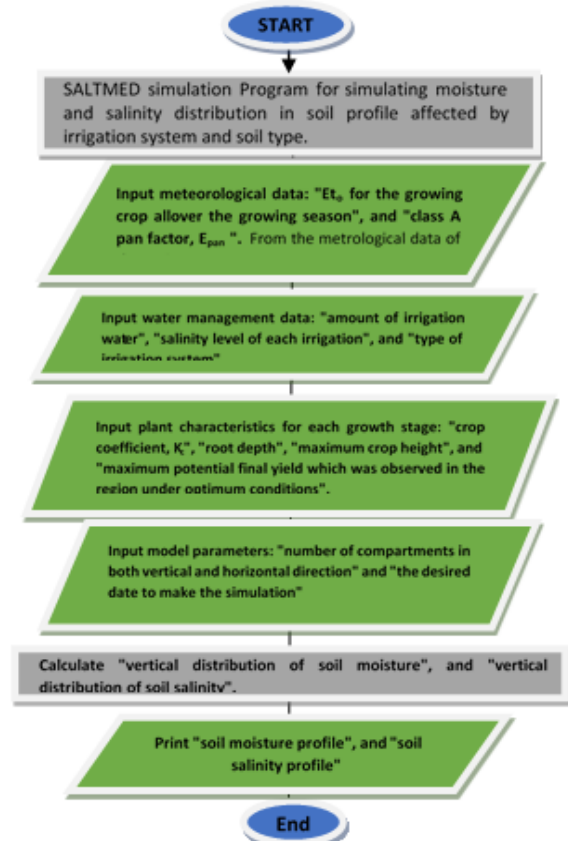 START
SALTMED simulation Program for simulating moisture
and salinity distribution in soil profile affected by
irrigation system and soil type.
Input meteorological data: "Et₀ for the growing
crop allover the growing season", and "class A
pan factor, Epan ". From the metrological data of
Input water management data: "amount of irrigation
water", "salinity level of each irrigation", and "type of
irrigation system"
Input plant characteristics for each growth stage: "crop
coefficient, K", "root depth", "maximum crop height", and
"maximum potential final yield which was observed in the
region under optimum conditions".
Input model parameters: "number of compartments in
both vertical and horizontal direction" and "the desired
date to make the simulation"
Calculate "vertical distribution of soil moisture", and "vertical
distribution of soil salinity".
Print "soil moisture profile", and "soil
salinity profile"
End